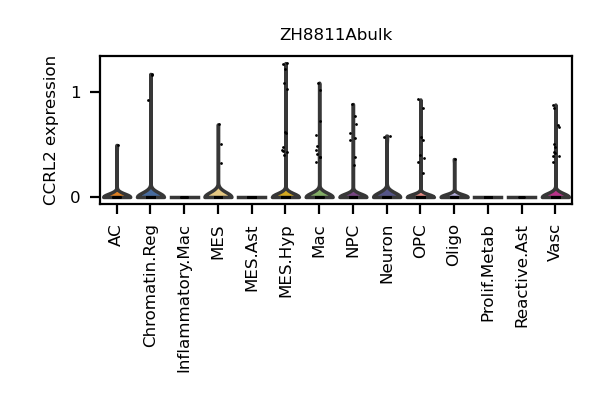 ZH8811Abulk
CCRL2 expression
1
0
AC
Chromatin.Reg
Inflammatory.Mac
MES
MES.Ast
MES.Hyp
Mac
NPC
Neuron
OPC
Oligo
Prolif.Metab
Reactive.Ast
Vasc